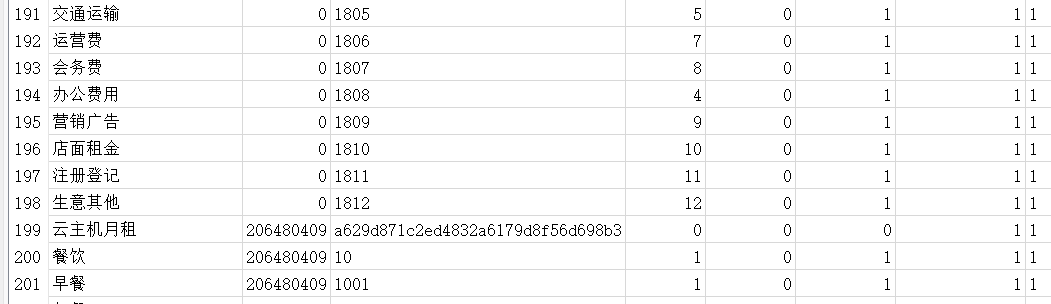 191 交通运输 0 1805 5 0 1 1 1
192 运营费 0 1806 7 0 1 1 1
193 会务费 0 1807 8 0 1 1 1
194 办公费用 0 1808 4 0 1 1 1
195 营销广告 0 1809 9 0 1 1 1
196 店面租金 0 1810 10 0 1 1 1
197 注册登记 0 1811 11 0 1 1 1
198 生意其他 0 1812 12 0 1 1 1
199 云主机月租 206480409 a629d871c2ed4832a6179d8f56d698b3 0 0 0 1 1
200 餐饮 206480409 10 1 0 1 1 1
201 早餐 206480409 1001 1 0 1 1 1